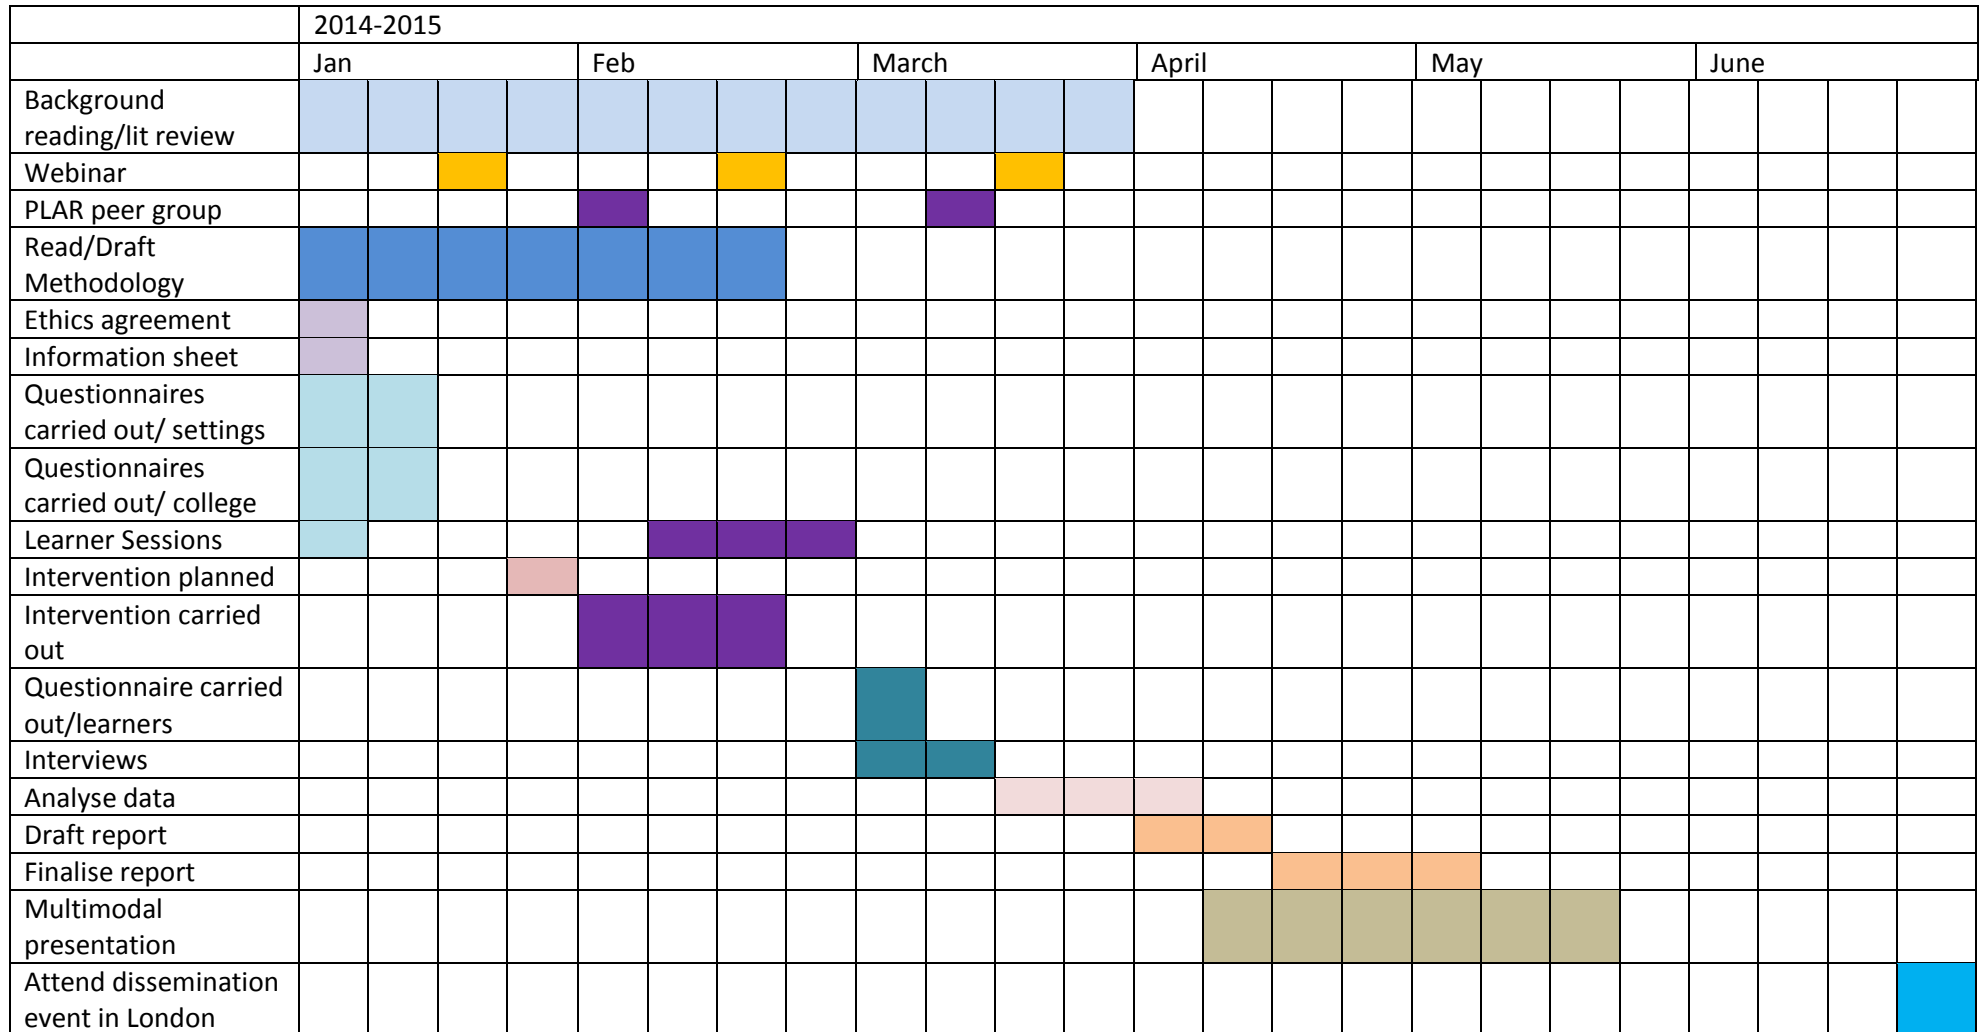 2014-2015
Jan Feb March April May June
Background
reading/lit review
Webinar
PLAR peer group
Read/Draft
Methodology
Ethics agreement
Information sheet
Questionnaires
carried out/ settings
Questionnaires
carried out/ college
Learner Sessions
Intervention planned
Intervention carried
out
Questionnaire carried
out/learners
Interviews
Analyse data
Draft report
Finalise report
Multimodal
presentation
Attend dissemination
event in London